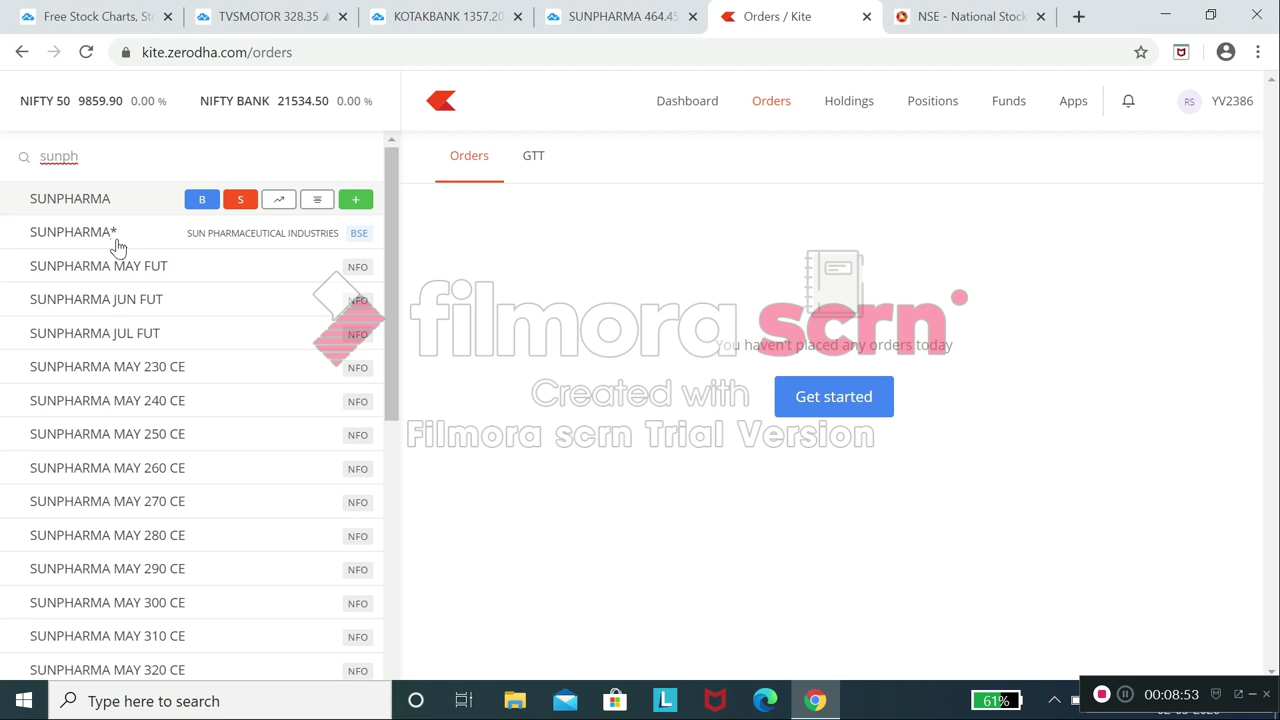 Free Stock Charts, St
TVSMOTOR 328.35
KOTAKBANK 1357.20
SUNPHARMA 464.45
Orders / Kite
NSE - National Stock
kite.zerodha.com/orders
NIFTY 50 9859.90 0.00 %
NIFTY BANK 21534.50 0.00 %
Dashboard
Orders
Holdings
Positions
Funds
Apps
RS
YV2386
sunph
Orders
GTT
SUNPHARMA
B
S
SUNPHARMA*
SUN PHARMACEUTICAL INDUSTRIES BSE
SUNPHARMA MAY FUT
NFO
SUNPHARMA JUN FUT
NFO
SUNPHARMA JUL FUT
NFO
SUNPHARMA MAY 230 CE
NFO
SUNPHARMA MAY 240 CE
NFO
SUNPHARMA MAY 250 CE
NFO
SUNPHARMA MAY 260 CE
NFO
SUNPHARMA MAY 270 CE
NFO
SUNPHARMA MAY 280 CE
NFO
SUNPHARMA MAY 290 CE
NFO
SUNPHARMA MAY 300 CE
NFO
SUNPHARMA MAY 310 CE
NFO
SUNPHARMA MAY 320 CE
NFO
You haven't placed any orders today
Get started
filmora scrn
Created with
Filmora scrn Trial Version
Type here to search
61%
00:08:53